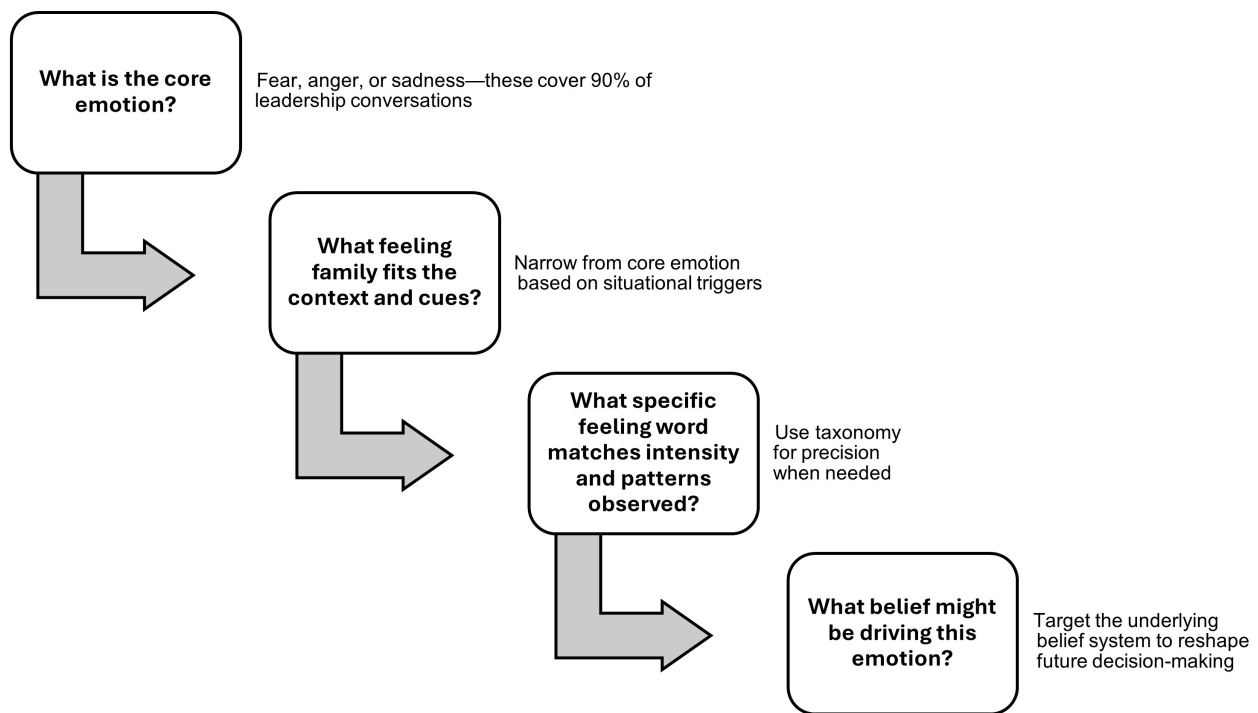 What is the core
emotion?
Fear, anger, or sadness—these cover 90% of
leadership conversations
What feeling
family fits the
context and cues?
Narrow from core emotion
based on situational triggers
What specific
feeling word
matches intensity
and patterns
observed?
Use taxonomy
for precision
when needed
What belief might
be driving this
emotion?
Target the underlying
belief system to reshape
future decision-making